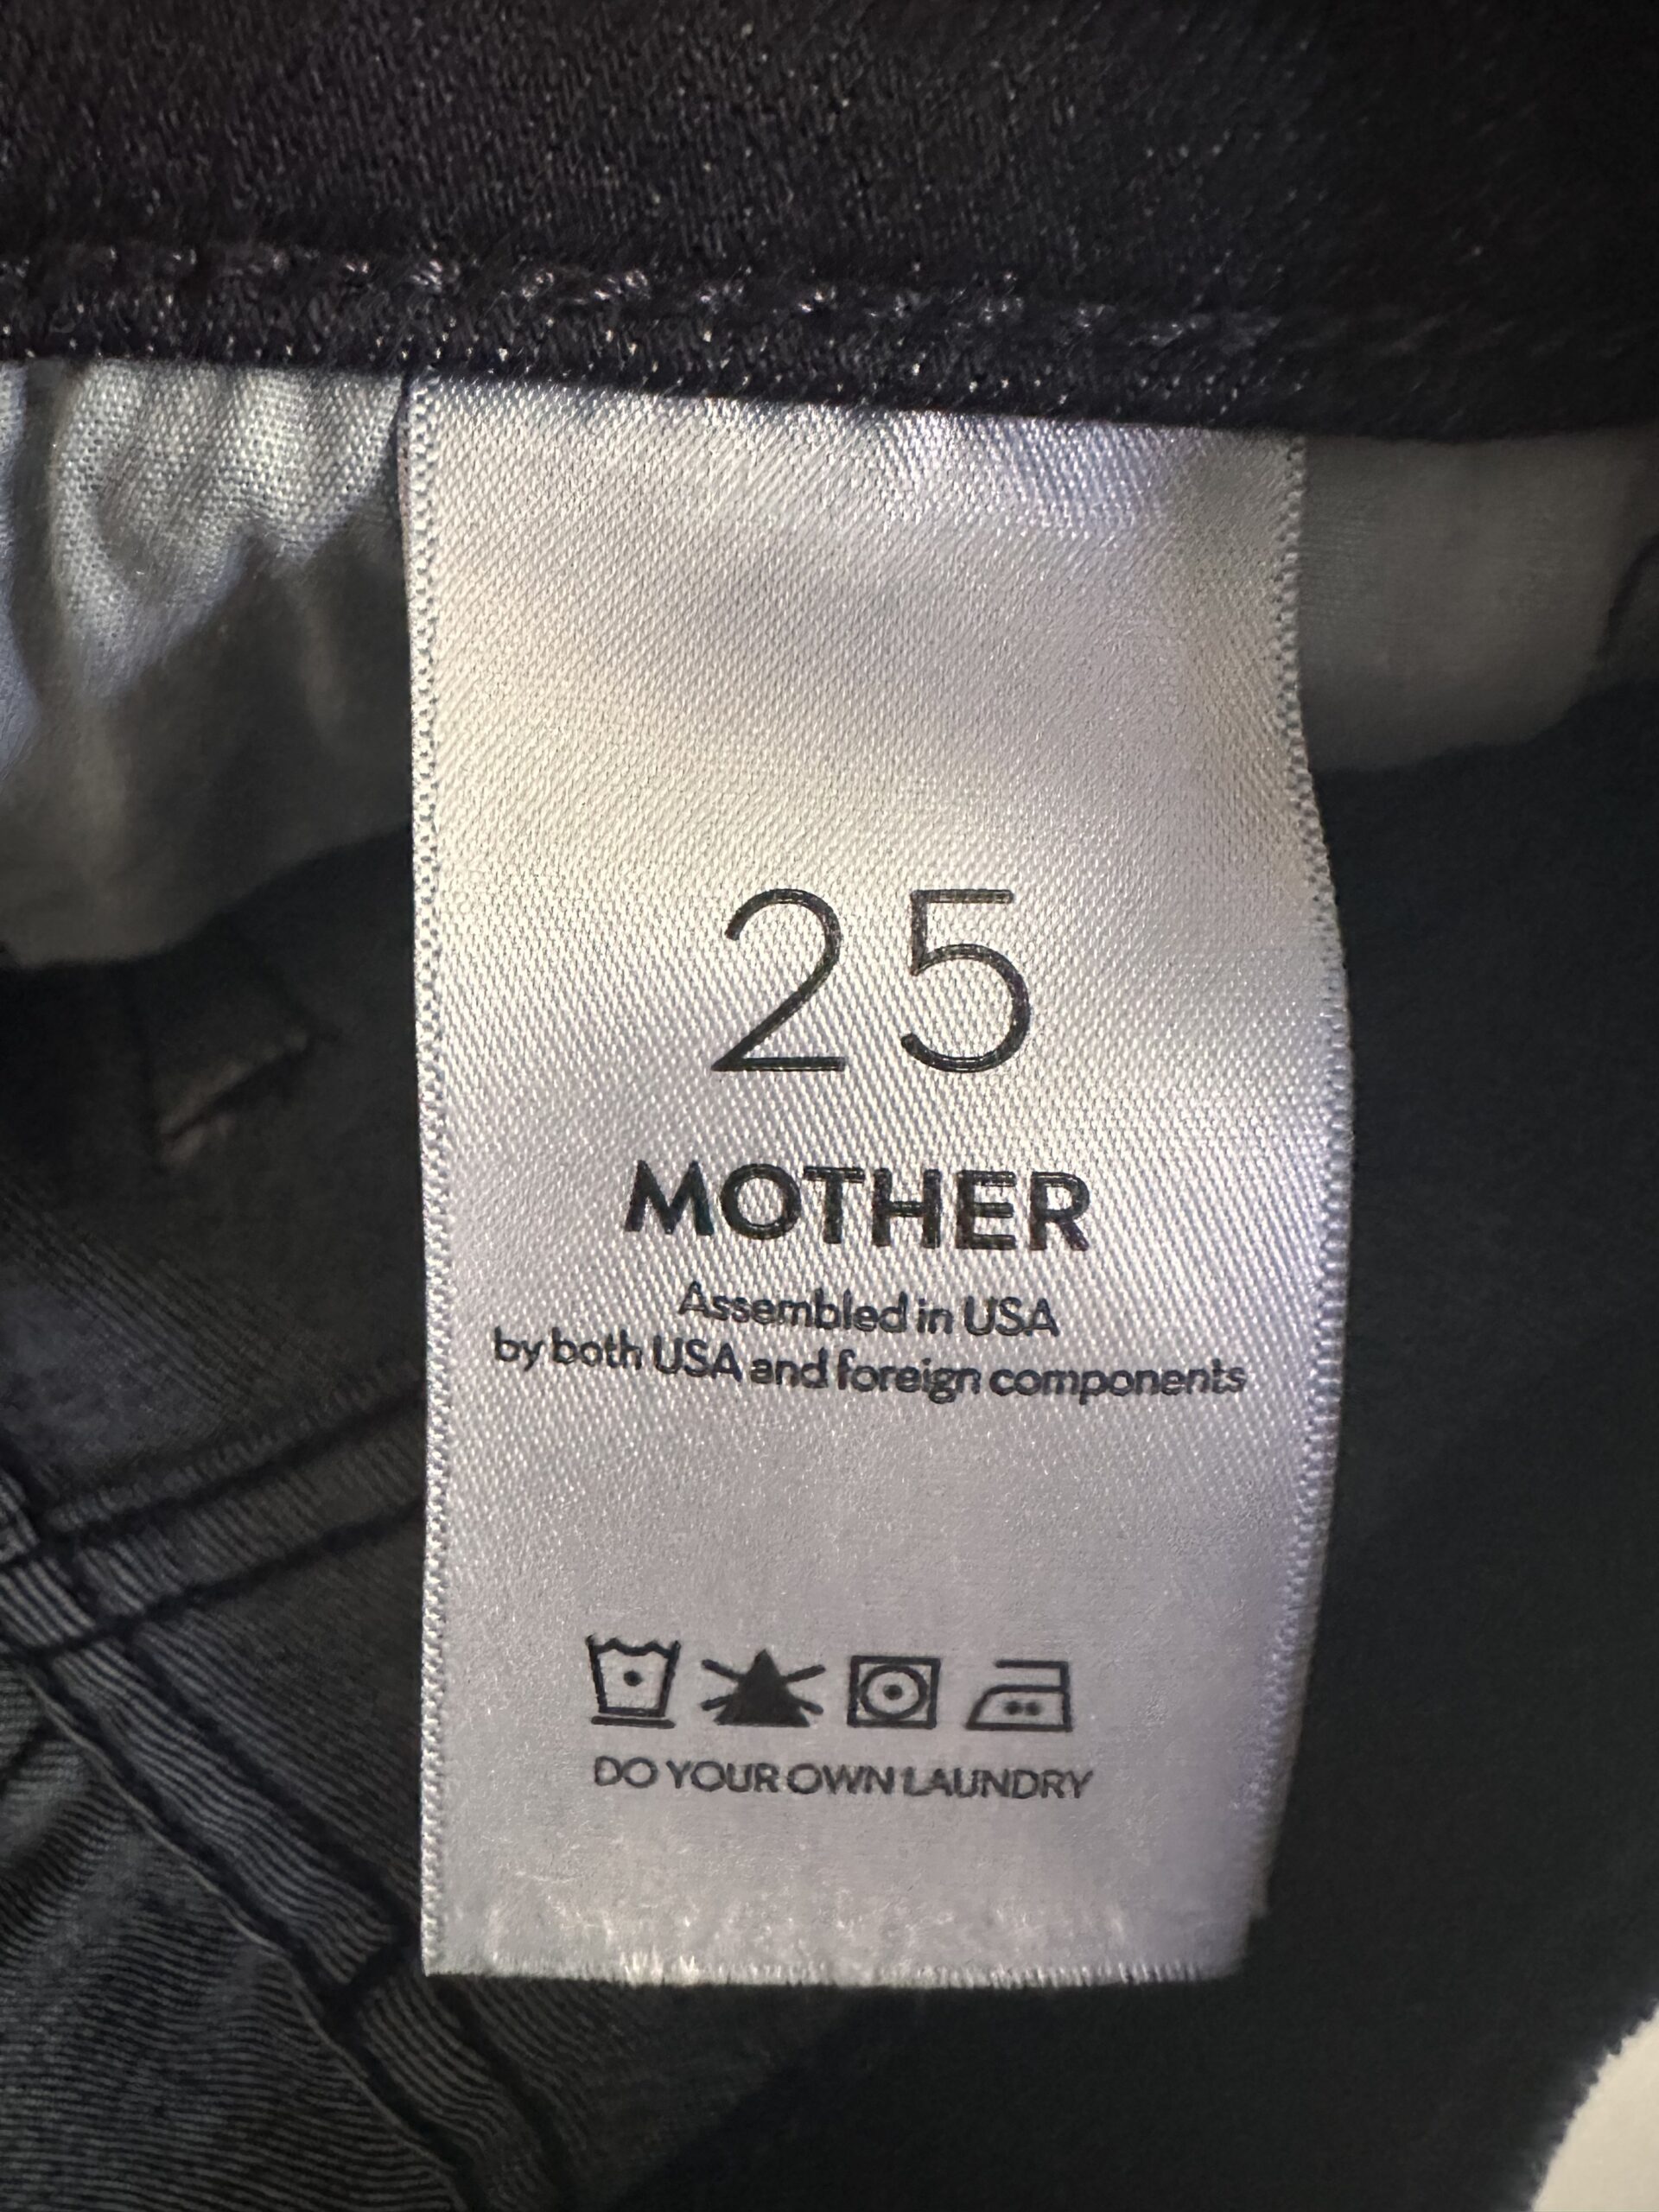 25
MOTHER
Assembled in USA
by both USA and foreign components
DO YOUR OWN LAUNDRY